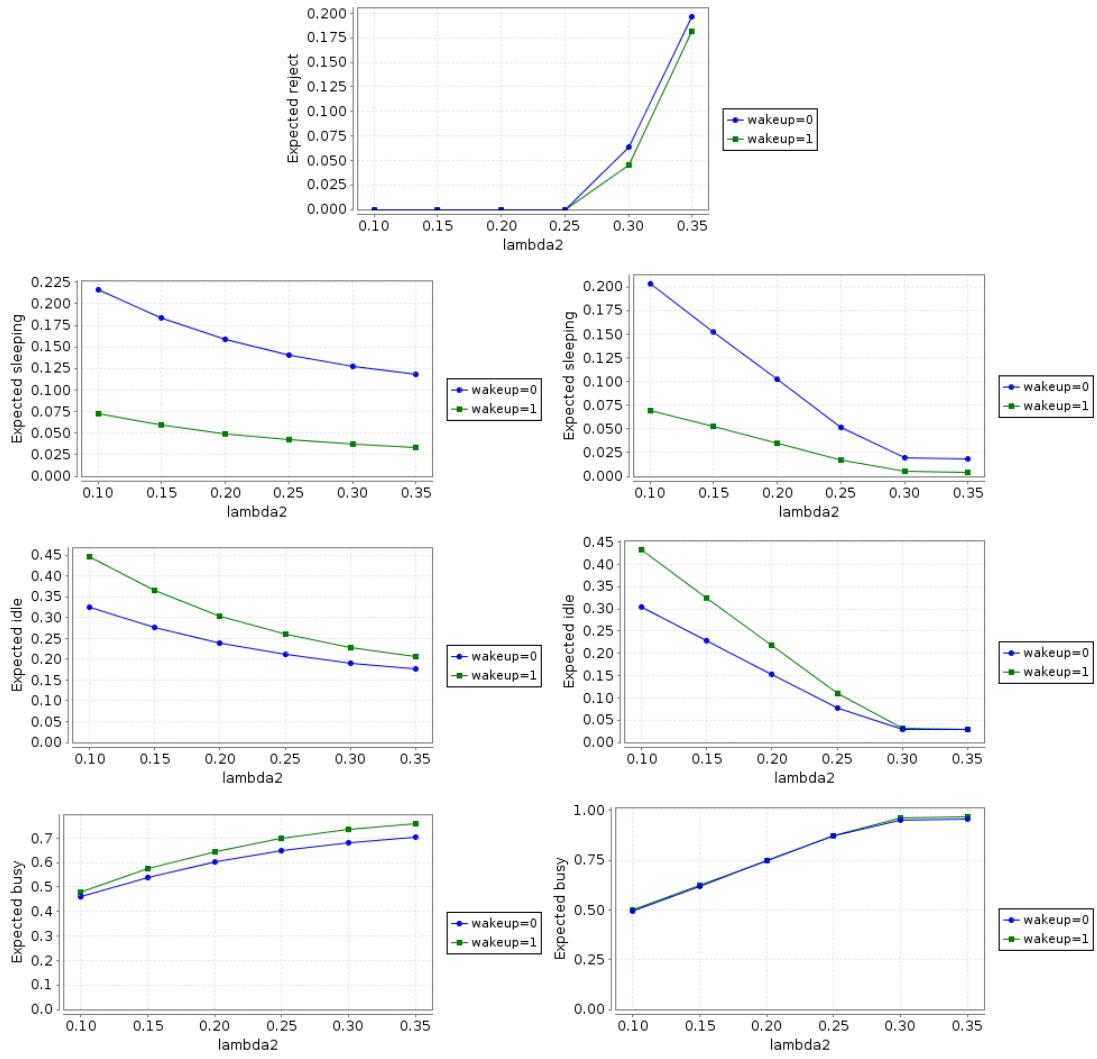 Expected reject
0.200
0.175
0.150
0.125
0.100
0.075
0.050
0.025
0.000
0.10 0.15 0.20 0.25 0.30 0.35
lambda2
wakeup=0
wakeup=1
Expected sleeping
0.225
0.200
0.175
0.150
0.125
0.100
0.075
0.050
0.025
0.000
0.10 0.15 0.20 0.25 0.30 0.35
lambda2
wakeup=0
wakeup=1
Expected sleeping
0.200
0.175
0.150
0.125
0.100
0.075
0.050
0.025
0.000
0.10 0.15 0.20 0.25 0.30 0.35
lambda2
wakeup=0
wakeup=1
Expected idle
0.45
0.40
0.35
0.30
0.25
0.20
0.15
0.10
0.05
0.00
0.10 0.15 0.20 0.25 0.30 0.35
lambda2
wakeup=0
wakeup=1
Expected idle
0.45
0.40
0.35
0.30
0.25
0.20
0.15
0.10
0.05
0.00
0.10 0.15 0.20 0.25 0.30 0.35
lambda2
wakeup=0
wakeup=1
Expected busy
0.7
0.6
0.5
0.4
0.3
0.2
0.1
0.0
0.10 0.15 0.20 0.25 0.30 0.35
lambda2
wakeup=0
wakeup=1
Expected busy
1.00
0.75
0.50
0.25
0.00
0.10 0.15 0.20 0.25 0.30 0.35
lambda2
wakeup=0
wakeup=1